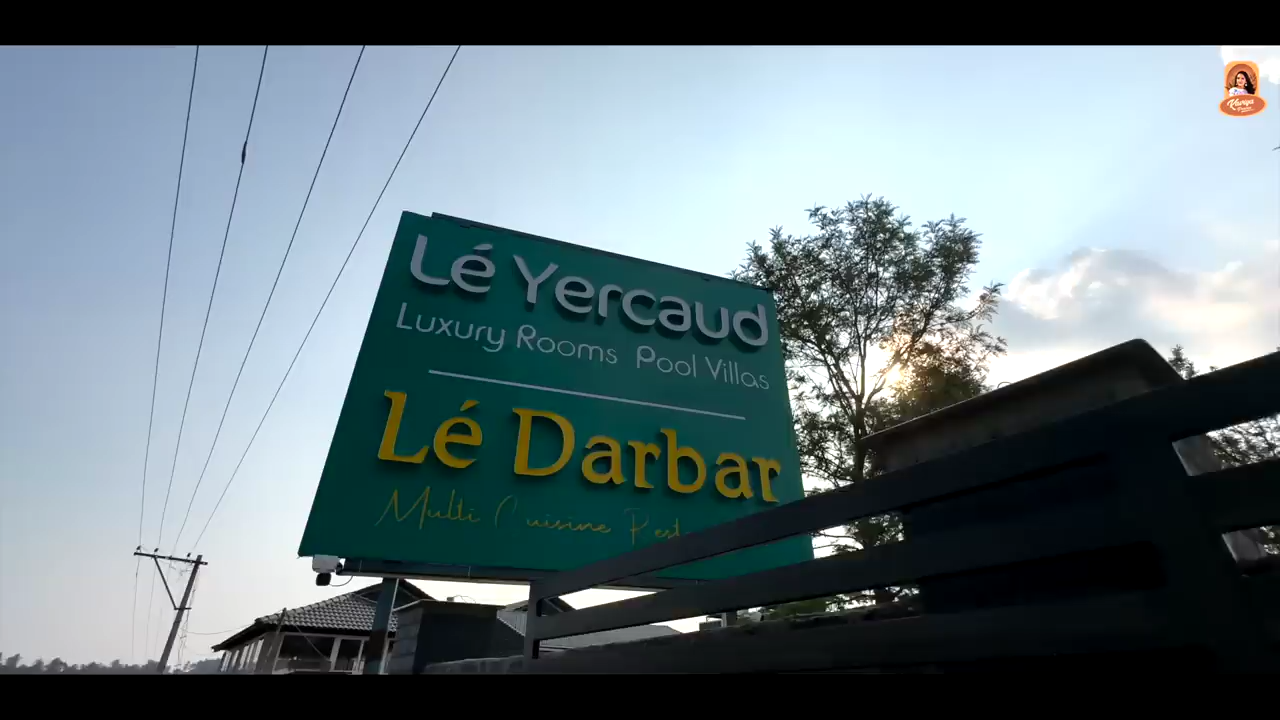 Lé Yercaud
Luxury Rooms Pool Villas
Lé Darbar
Multi Cuisine